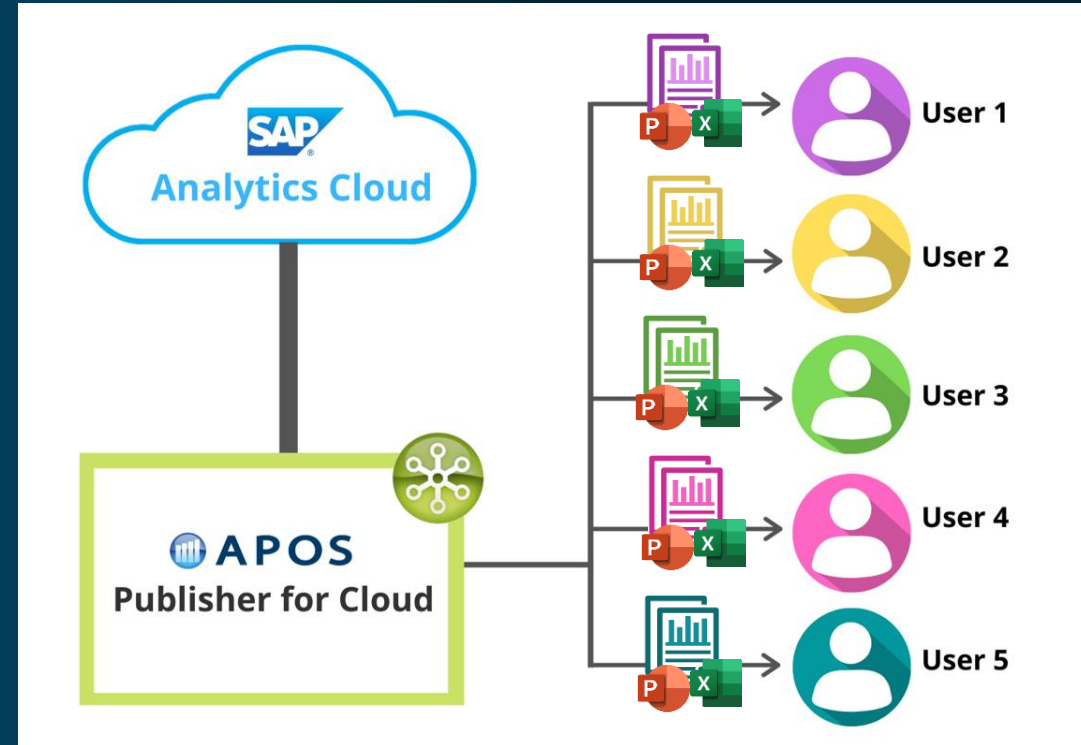 SAP®
Analytics Cloud
APOS
Publisher for Cloud
P X
User 1
P X
User 2
P X
User 3
P X
User 4
P X
User 5